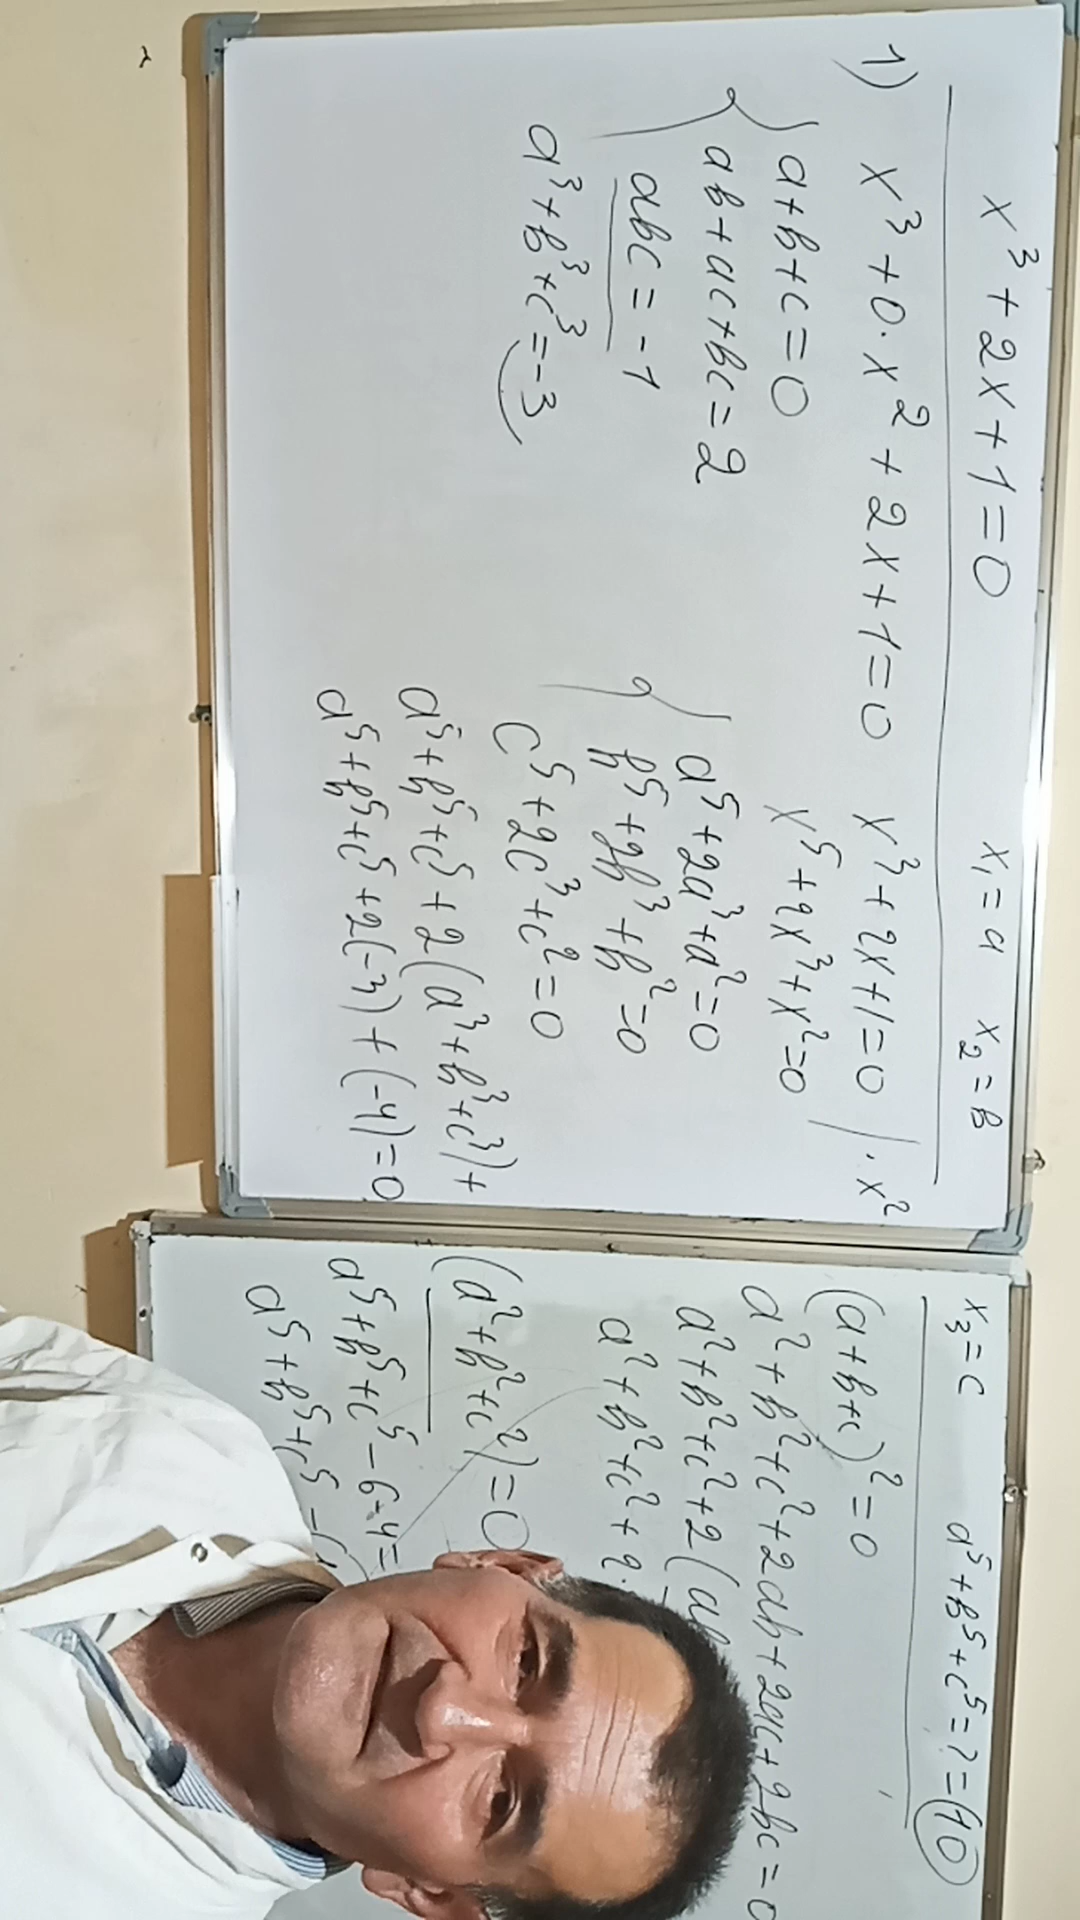 x³+2x+1=0 x₁=a x₂=b
1) x³+0·x²+2x+1=0 x³+2x+1=0 |·x²
a+b+c=0
ab+ac+bc=2
abc=-1
a³+b³+c³=-3
x⁵+2x³+x²=0
a⁵+2a³+a²=0
b⁵+2b³+b²=0
c⁵+2c³+c²=0
a⁵+b⁵+c⁵+2(a³+b³+c³)+
a⁵+b⁵+c⁵+2(-3)+(-4)=0
x₃=c a⁵+b⁵+c⁵=?=10
(a+b+c)²=0
a²+b²+c²+2ab+2ac+2bc=0
a²+b²+c²+2(a
a²+b²+c²+2·
(a²+b²+c²)=0
a⁵+b⁵+c⁵-6-4=
a⁵+b⁵+c⁵-